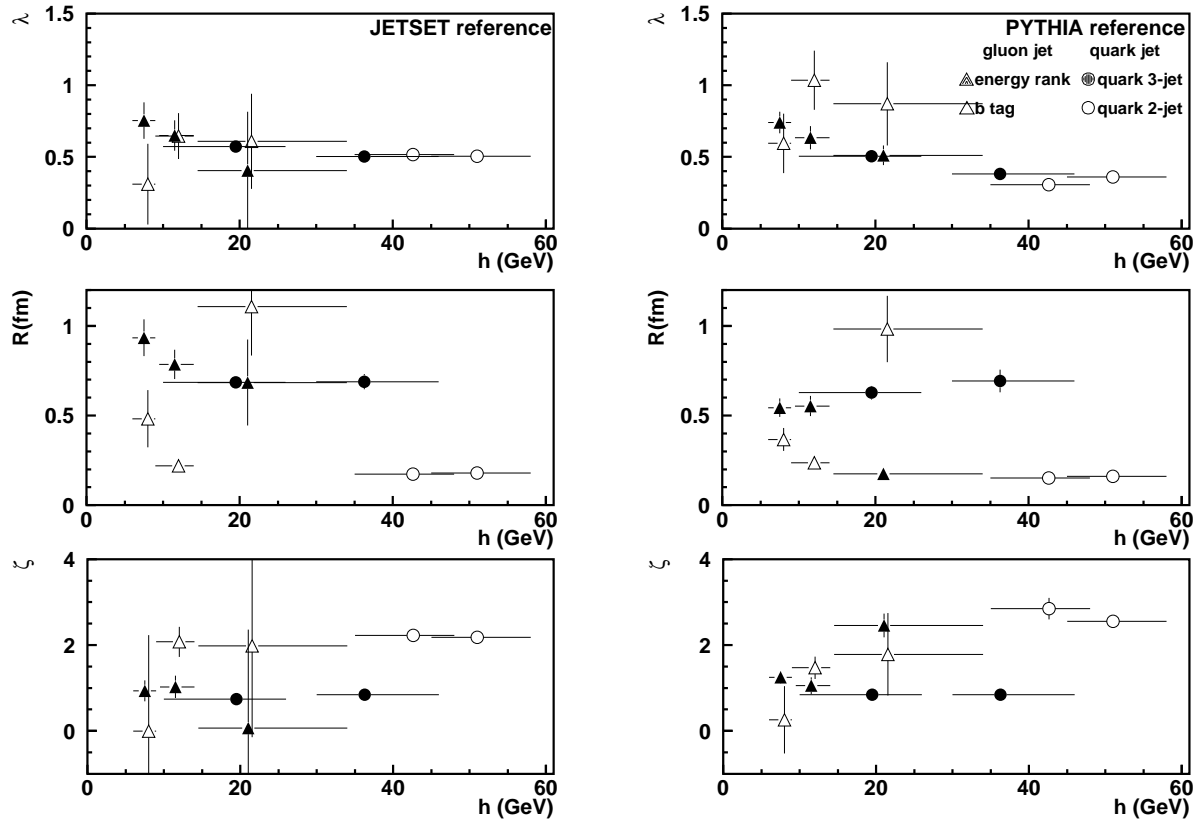 λ
1.5
JETSET reference
1
0.5
0
0 20 40 60
h (GeV)
λ
1.5
PYTHIA reference
gluon jet quark jet
energy rank quark 3-jet
b tag quark 2-jet
1
0.5
0
0 20 40 60
h (GeV)
R(fm)
1
0.5
0
0 20 40 60
h (GeV)
R(fm)
1
0.5
0
0 20 40 60
h (GeV)
ζ
4
2
0
0 20 40 60
h (GeV)
ζ
4
2
0
0 20 40 60
h (GeV)